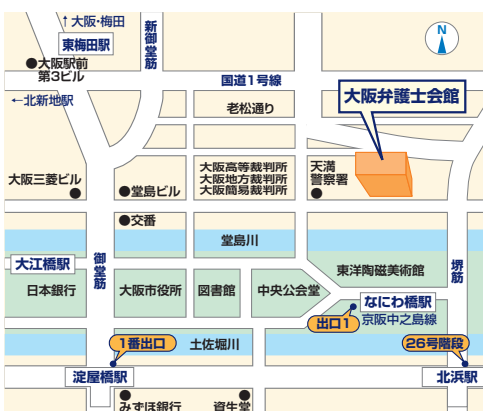 ↑大阪・梅田
東梅田駅
新御堂筋
N
●大阪駅前
第3ビル
国道1号線
←北新地駅
老松通り
大阪弁護士会館
大阪高等裁判所
大阪地方裁判所
大阪簡易裁判所
天満
警察署
大阪三菱ビル
●堂島ビル
●交番
堂島川
大江橋駅
御堂筋
東洋陶磁美術館
堺筋
日本銀行
大阪市役所
図書館
中央公会堂
なにわ橋駅
出口1
京阪中之島線
1番出口
土佐堀川
26号階段
淀屋橋駅
北浜駅
みずほ銀行
資生堂